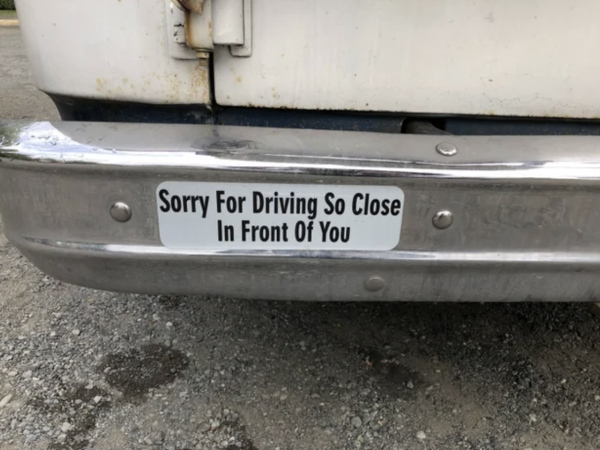 Sorry For Driving So Close
In Front Of You